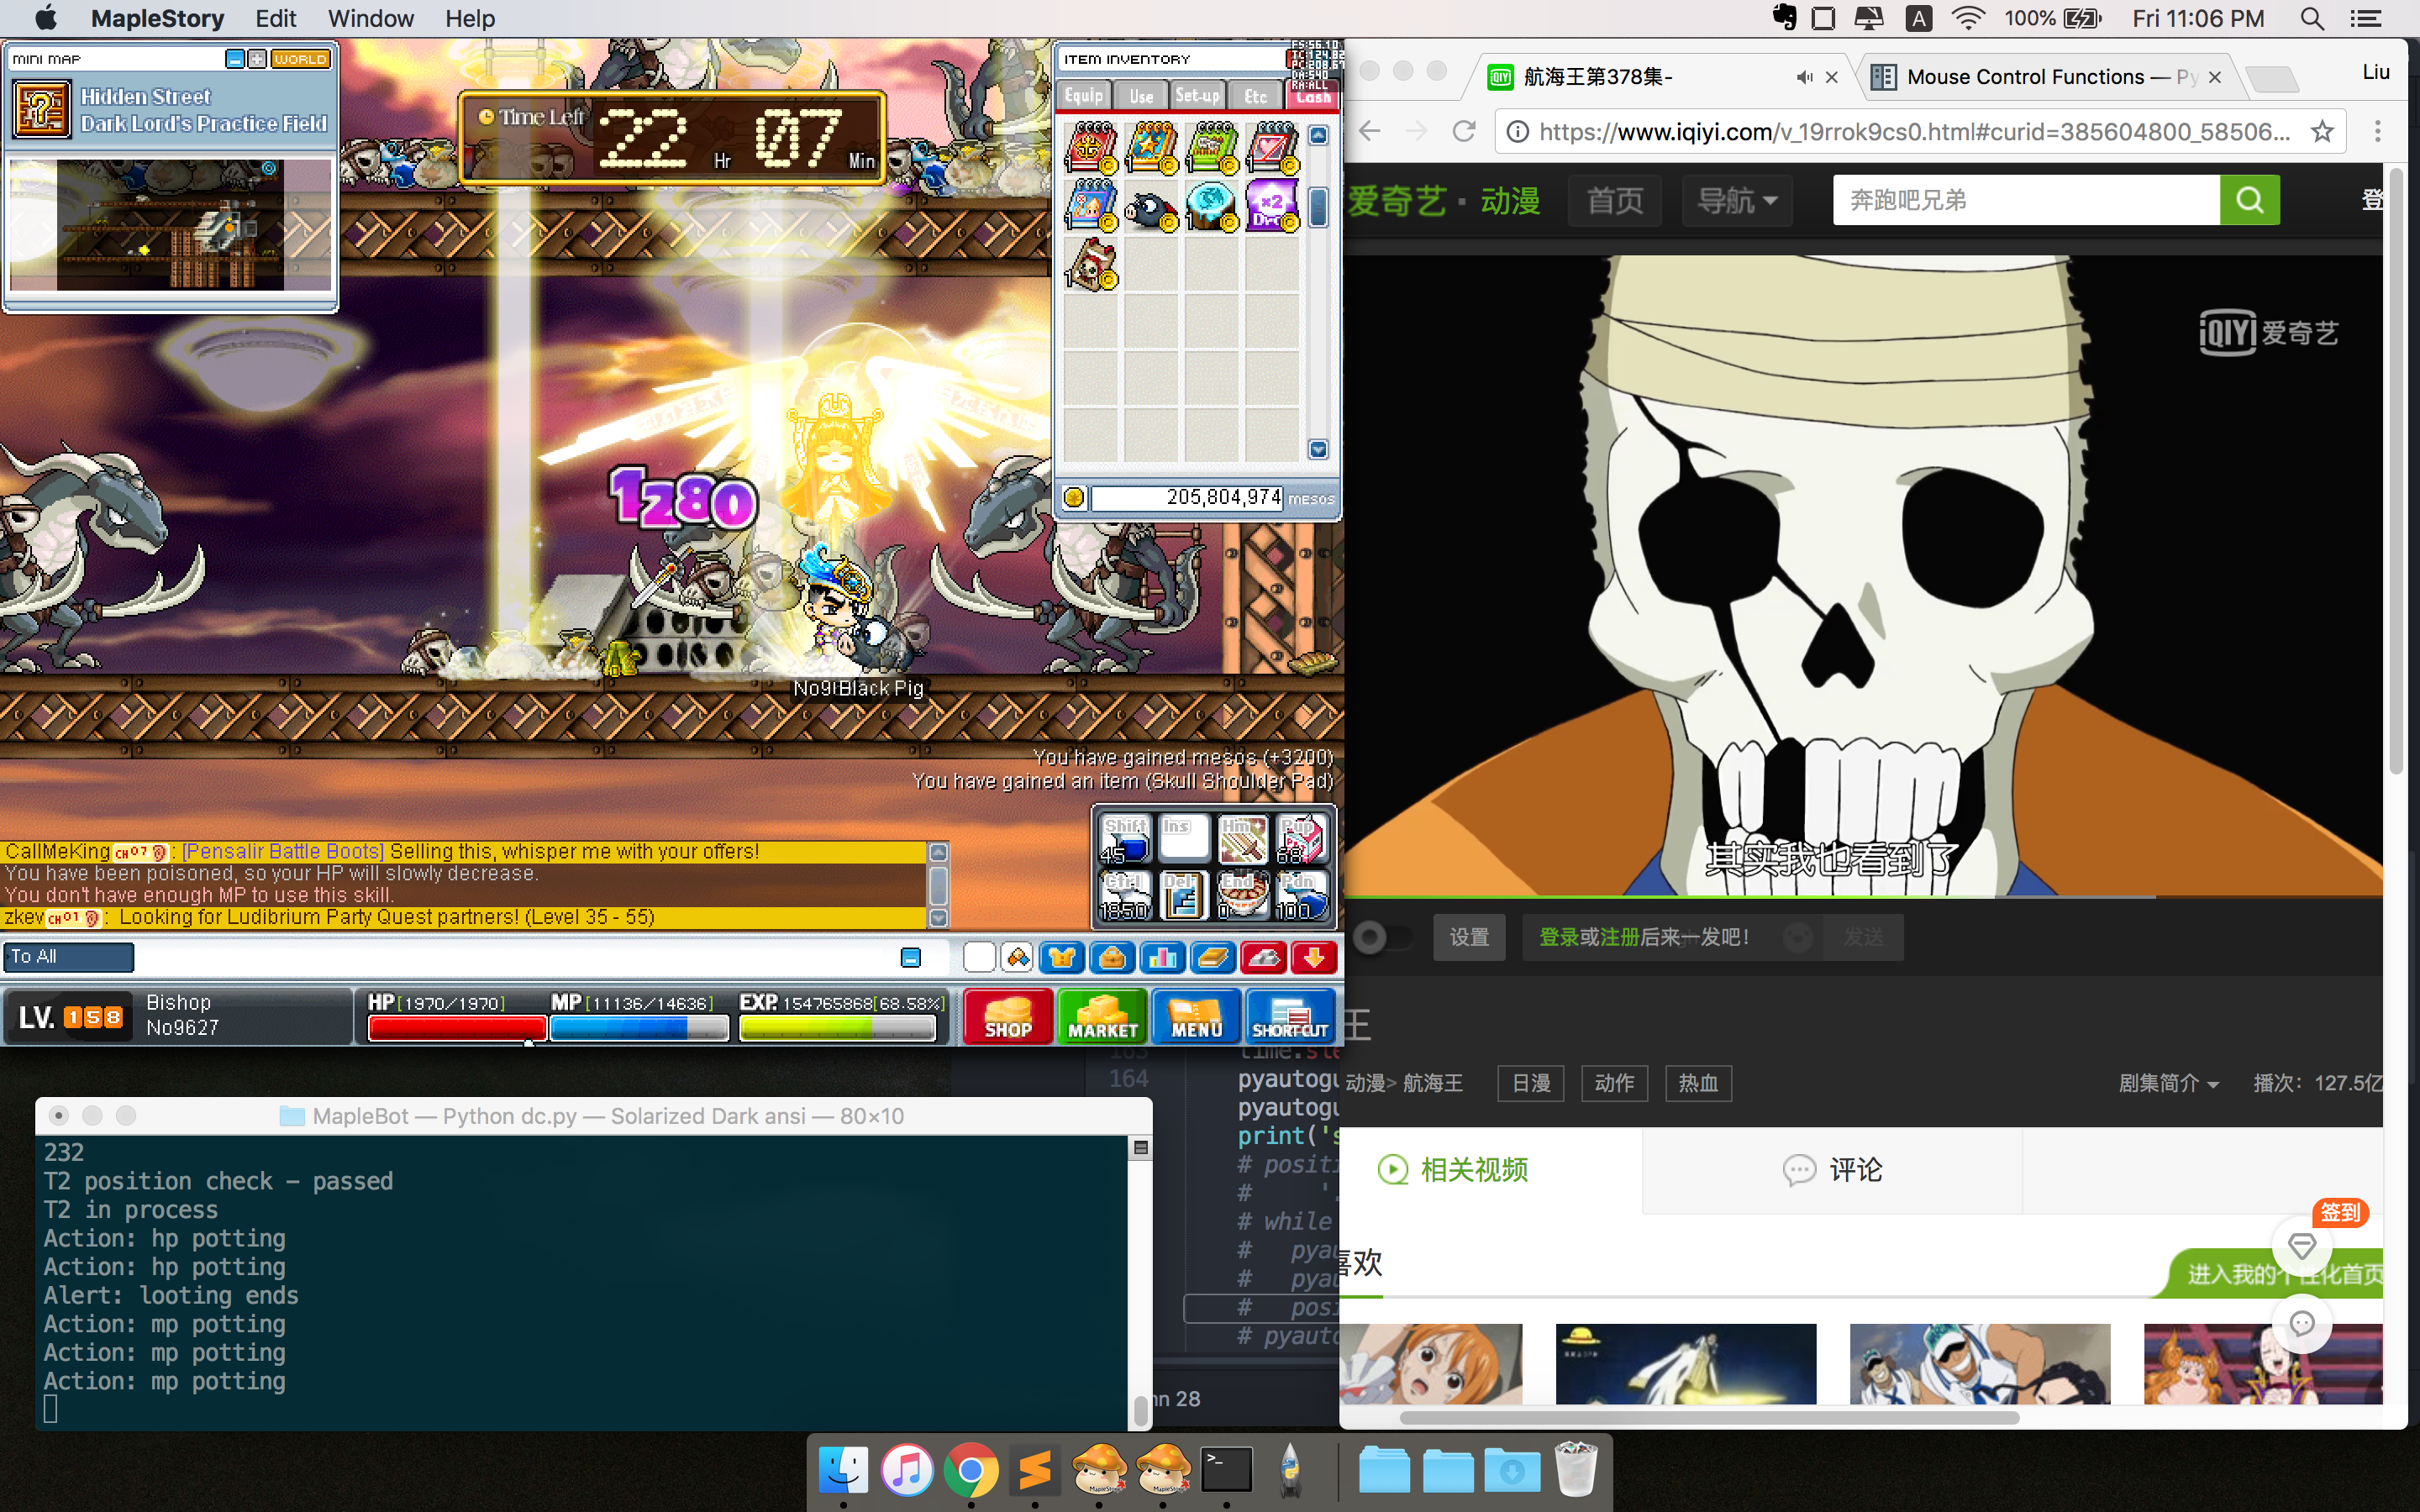 MapleStory Edit Window Help
100% Fri 11:06 PM
MINI MAP WORLD
Hidden Street
Dark Lord's Practice Field
Time Left 22 Hr 07 Min
ITEM INVENTORY
Equip Use Set-up Etc Cash
205,804,974 MESOS
1280
Black Pig
You have gained mesos (+3200)
You have gained an item (Skull Shoulder Pad)
Shift Ins Hm Pup
45 68
Ctrl Del End Pdn
1850 0 100
CallMeKing CH07: [Pensalir Battle Boots] Selling this, whisper me with your offers!
You have been poisoned, so your HP will slowly decrease.
You don't have enough MP to use this skill.
zkev CH01: Looking for Ludibrium Party Quest partners! (Level 35 - 55)
To All
LV. 158
Bishop
No9627
HP[1970/1970] MP[11136/14636] EXP. 154765868[68.58%]
SHOP MARKET MENU SHORTCUT
MapleBot — Python dc.py — Solarized Dark ansi — 80×10
232
T2 position check - passed
T2 in process
Action: hp potting
Action: hp potting
Alert: looting ends
Action: mp potting
Action: mp potting
Action: mp potting
164
pyautogu
pyautogu
print('s
# positi
# while
# pyau
# pyau
# posi
# pyauto
28
航海王第378集-
Mouse Control Functions — Py
Liu
https://www.iqiyi.com/v_19rrok9cs0.html#curid=385604800_58506...
爱奇艺·动漫 首页 导航 奔跑吧兄弟 登
iQIYI 爱奇艺
其实我也看到了
设置 登录或注册后来一发吧! 发送
王
动漫> 航海王 日漫 动作 热血 剧集简介 播次: 127.5亿
相关视频 评论
签到
喜欢
进入我的个性化首页